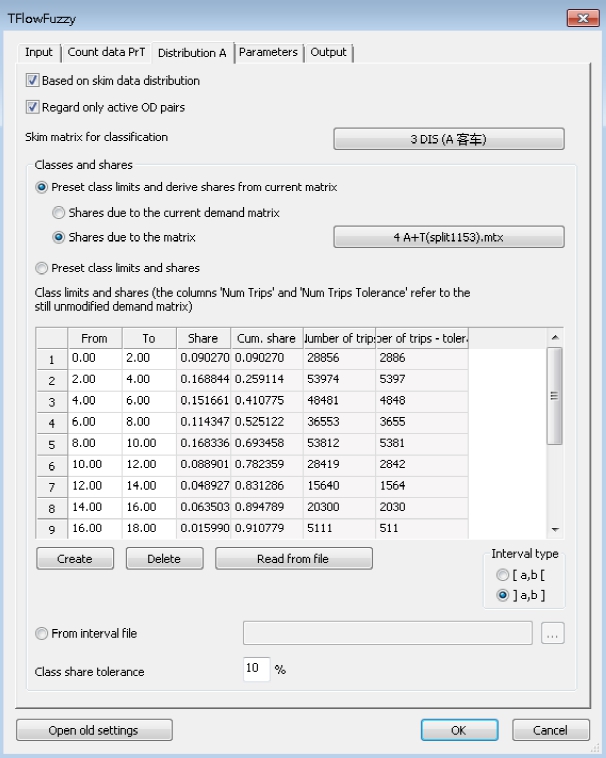 TFlowFuzzy
Input Count data PrT Distribution A Parameters Output
Based on skim data distribution
Regard only active OD pairs
Skim matrix for classification 3 DIS (A 客车)
Classes and shares
Preset class limits and derive shares from current matrix
Shares due to the current demand matrix
Shares due to the matrix 4 A+T(split1153).mtx
Preset class limits and shares
Class limits and shares (the columns 'Num Trips' and 'Num Trips Tolerance' refer to the
still unmodified demand matrix)
From To Share Cum. share Number of trips ber of trips - toler
1 0.00 2.00 0.090270 0.090270 28856 2886
2 2.00 4.00 0.168844 0.259114 53974 5397
3 4.00 6.00 0.151661 0.410775 48481 4848
4 6.00 8.00 0.114347 0.525122 36553 3655
5 8.00 10.00 0.168336 0.693458 53812 5381
6 10.00 12.00 0.088901 0.782359 28419 2842
7 12.00 14.00 0.048927 0.831286 15640 1564
8 14.00 16.00 0.063503 0.894789 20300 2030
9 16.00 18.00 0.015990 0.910779 5111 511
Create Delete Read from file
Interval type
[ a,b [
] a,b ]
From interval file ...
Class share tolerance 10 %
Open old settings OK Cancel